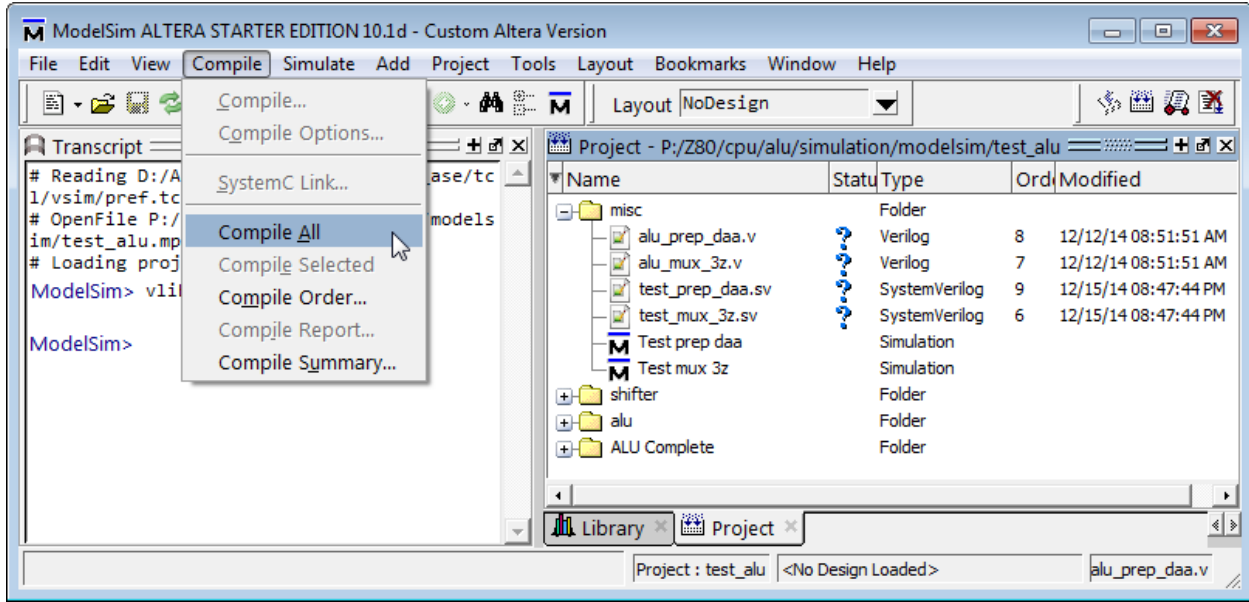 ModelSim ALTERA STARTER EDITION 10.1d - Custom Altera Version
File Edit View Compile Simulate Add Project Tools Layout Bookmarks Window Help
Layout NoDesign
Transcript
# Reading D:/A
ase/tc
l/vsim/pref.tc
# OpenFile P:/
models
im/test_alu.mp
# Loading proj
ModelSim> vli
ModelSim>
Compile...
Compile Options...
SystemC Link...
Compile All
Compile Selected
Compile Order...
Compile Report...
Compile Summary...
Project - P:/Z80/cpu/alu/simulation/modelsim/test_alu
Name Statu Type Orde Modified
misc Folder
alu_prep_daa.v ? Verilog 8 12/12/14 08:51:51 AM
alu_mux_3z.v ? Verilog 7 12/12/14 08:51:51 AM
test_prep_daa.sv ? SystemVerilog 9 12/15/14 08:47:44 PM
test_mux_3z.sv ? SystemVerilog 6 12/15/14 08:47:44 PM
Test prep daa Simulation
Test mux 3z Simulation
shifter Folder
alu Folder
ALU Complete Folder
Library Project
Project : test_alu <No Design Loaded> alu_prep_daa.v